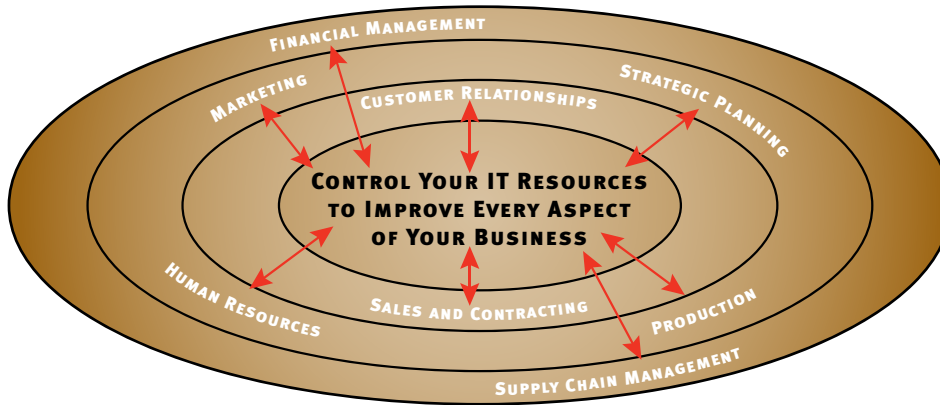 FINANCIAL MANAGEMENT
MARKETING
CUSTOMER RELATIONSHIPS
STRATEGIC PLANNING
CONTROL YOUR IT RESOURCES
TO IMPROVE EVERY ASPECT
OF YOUR BUSINESS
HUMAN RESOURCES
SALES AND CONTRACTING
PRODUCTION
SUPPLY CHAIN MANAGEMENT